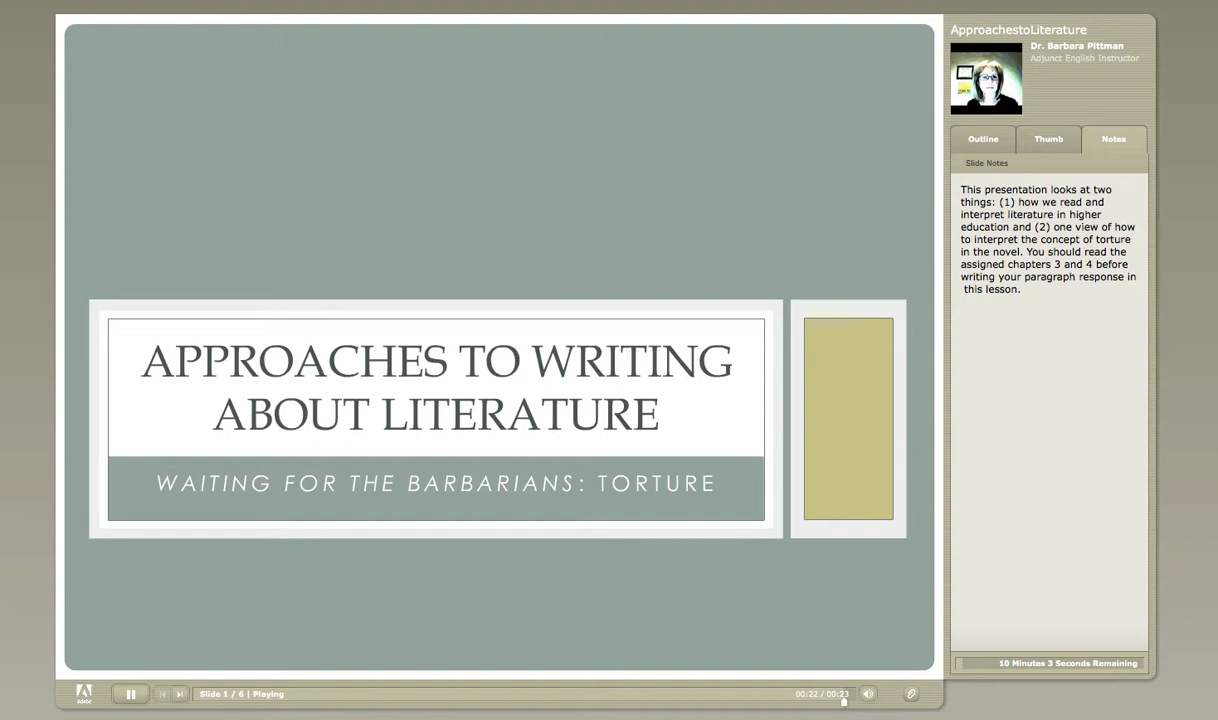 ApproachestoLiterature
Dr. Barbara Pittman
Adjunct English Instructor
Outline
Thumb
Notes
Slide Notes
This presentation looks at two
things: (1) how we read and
interpret literature in higher
education and (2) one view of how
to interpret the concept of torture
in the novel. You should read the
assigned chapters 3 and 4 before
writing your paragraph response in
this lesson.
APPROACHES TO WRITING
ABOUT LITERATURE
WAITING FOR THE BARBARIANS: TORTURE
10 Minutes 3 Seconds Remaining
Adobe
Slide 1 / 6 | Playing
00:22 / 00:23